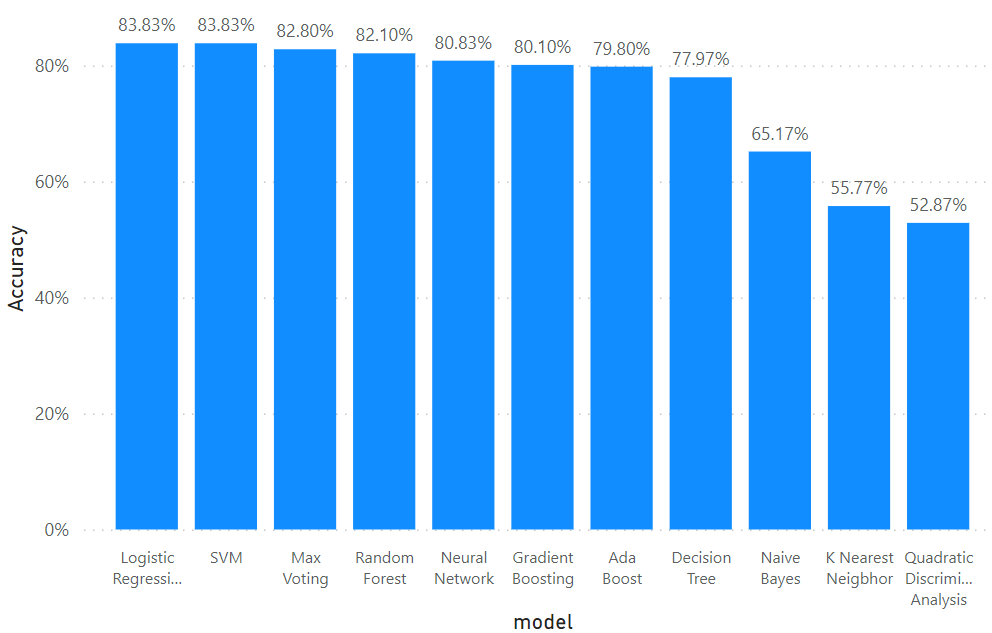 83.83%
83.83%
82.80%
82.10%
80.83%
80.10%
79.80%
77.97%
65.17%
55.77%
52.87%
80%
60%
40%
20%
0%
Accuracy
Logistic
Regressi...
SVM
Max
Voting
Random
Forest
Neural
Network
Gradient
Boosting
Ada
Boost
Decision
Tree
Naive
Bayes
K Nearest
Neigbhor
Quadratic
Discrimi...
Analysis
model